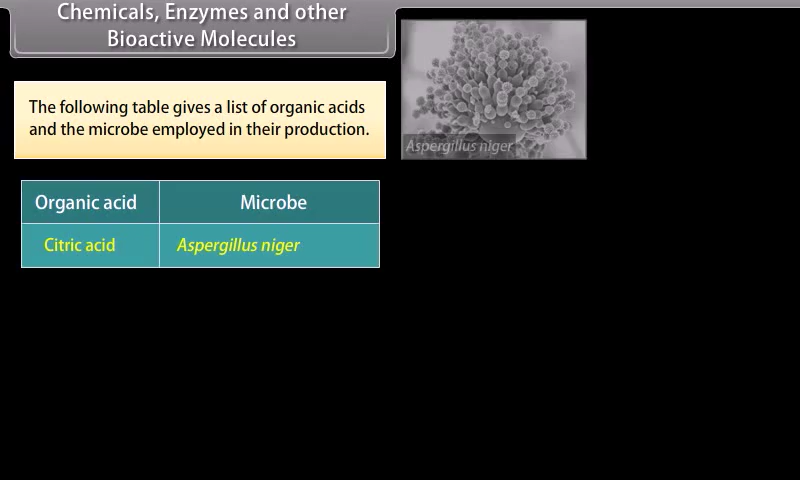 Chemicals, Enzymes and other
Bioactive Molecules
The following table gives a list of organic acids
and the microbe employed in their production.
Aspergillus niger
Organic acid Microbe
Citric acid Aspergillus niger